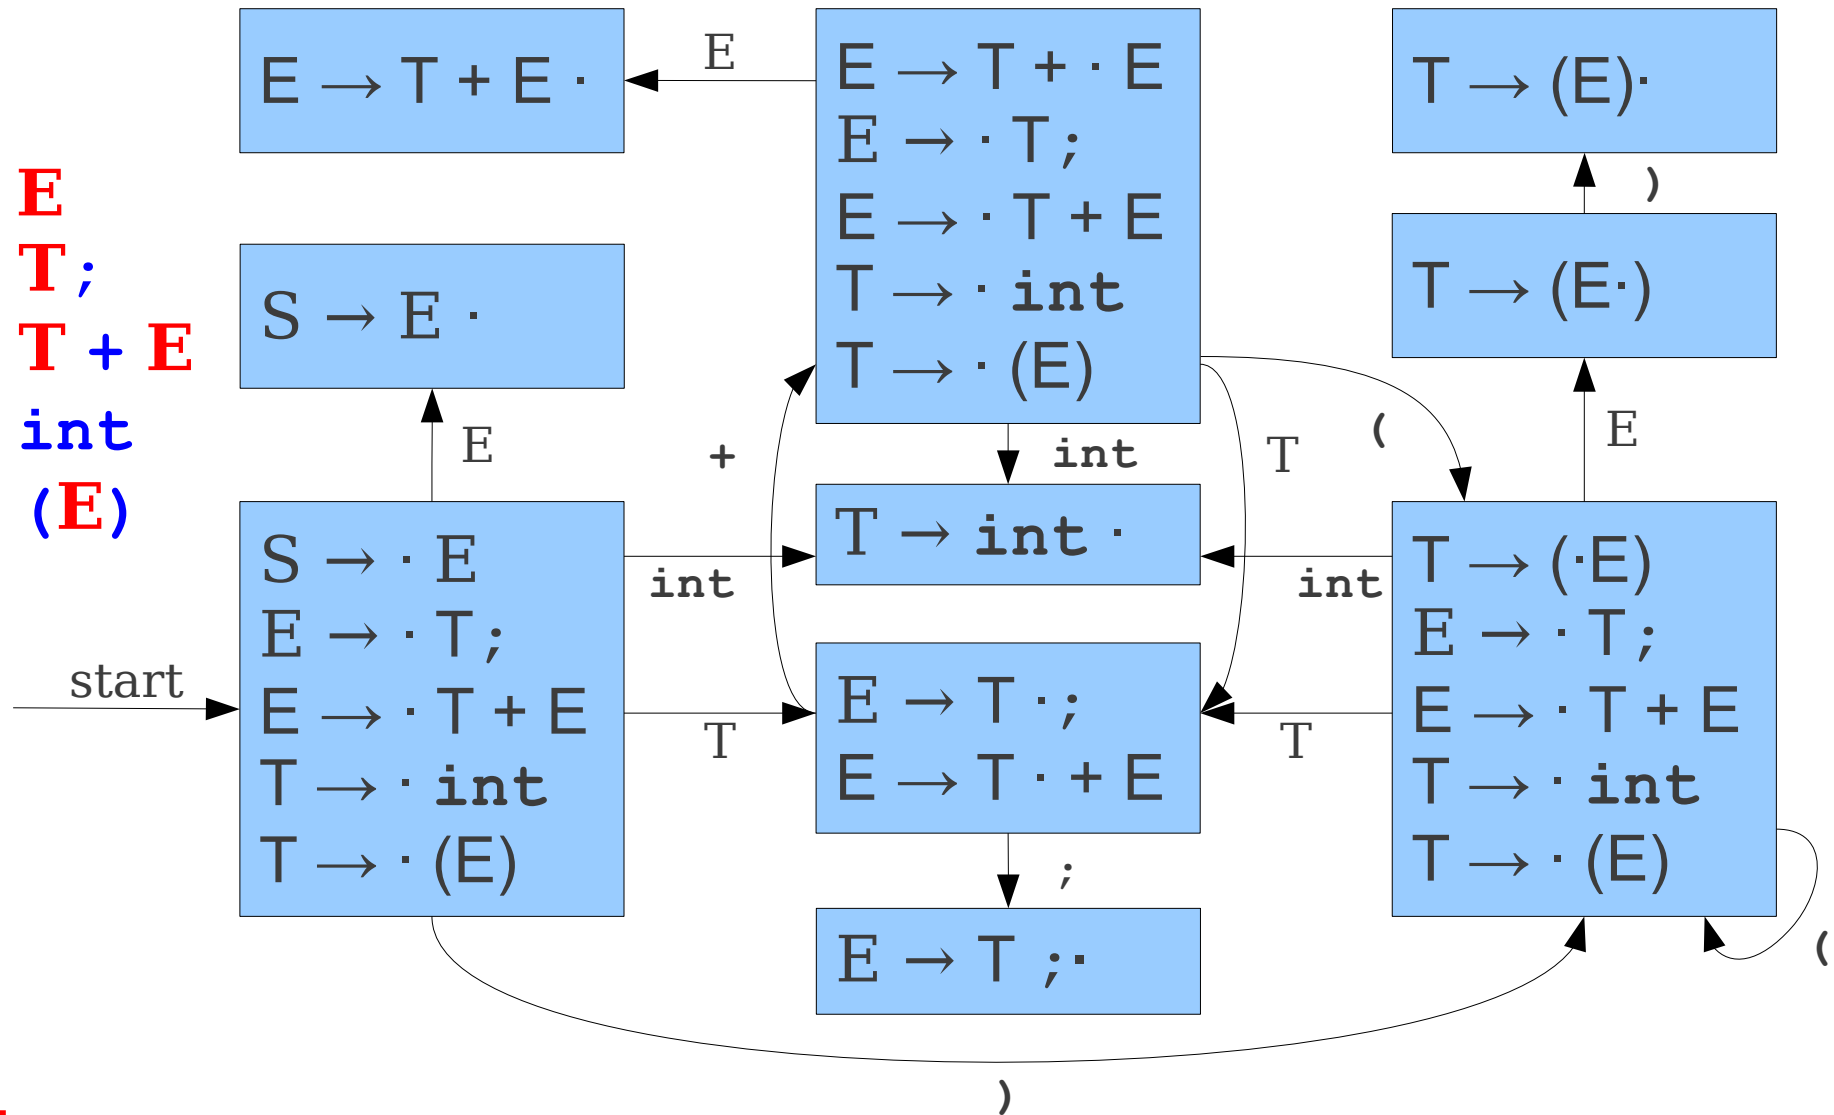 E
T ;
T + E
int
(E)
start
E → T + E ·
E
S → E ·
E
S → · E
E → · T ;
E → · T + E
T → · int
T → · (E)
int
T
+
E → T + · E
E → · T ;
E → · T + E
T → · int
T → · (E)
int
T → int ·
E → T · ;
E → T · + E
;
E → T ; ·
T
(
int
T
T → (E)·
)
T → (E·)
E
T → (·E)
E → · T ;
E → · T + E
T → · int
T → · (E)
(
)